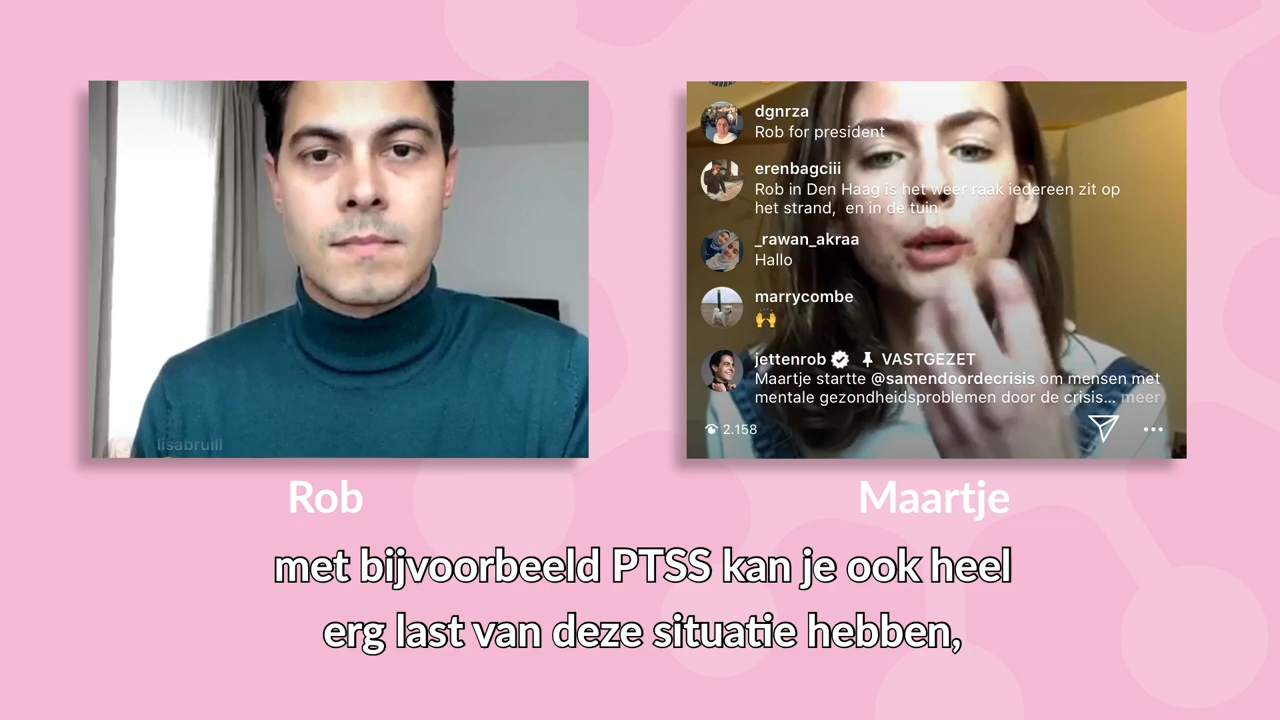 lisabruill
Rob
dgnrza
Rob for president
erenbagciii
Rob in Den Haag is het weer raak iedereen zit op
het strand, en in de tuin
_rawan_akraa
Hallo
marrycombe
🙌
jettenrob VASTGEZET
Maartje startte @samendoordecrisis om mensen met
mentale gezondheidsproblemen door de crisis... meer
2.158
Maartje
met bijvoorbeeld PTSS kan je ook heel
erg last van deze situatie hebben,